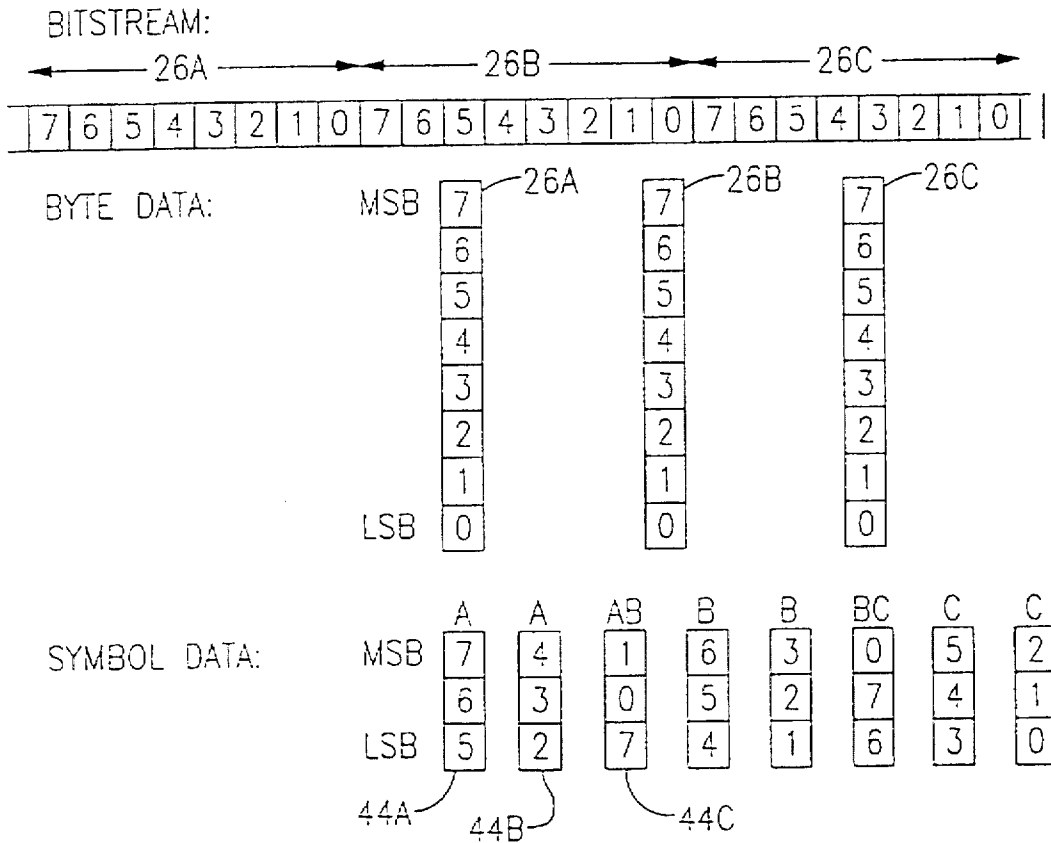 BITSTREAM:
26A 26B 26C
7 6 5 4 3 2 1 0 7 6 5 4 3 2 1 0 7 6 5 4 3 2 1 0
26A 26B 26C
BYTE DATA: MSB 7 7 7
6 6 6
5 5 5
4 4 4
3 3 3
2 2 2
1 1 1
LSB 0 0 0
A A AB B B BC C C
SYMBOL DATA: MSB 7 4 1 6 3 0 5 2
6 3 0 5 2 7 4 1
LSB 5 2 7 4 1 6 3 0
44A 44B 44C